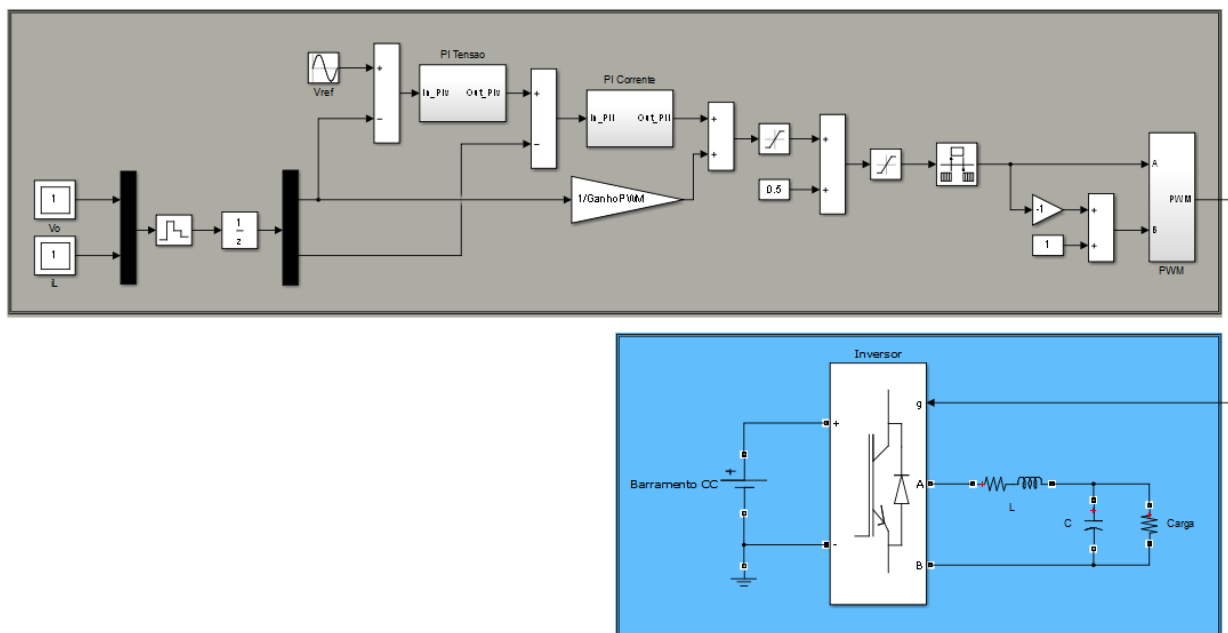 PI Tensao
PI Corrente
Vref
+
-
In_PIv
Out_PIv
+
-
In_PII
Out_PII
+
+
1/GanhoPWM
+
+
0.5
A
B
PWM
PWM
-1
+
+
1
1
Vo
1
iL
1
z
Inversor
g
+
-
A
B
Barramento CC
+
+
L
+
C
+
Carga